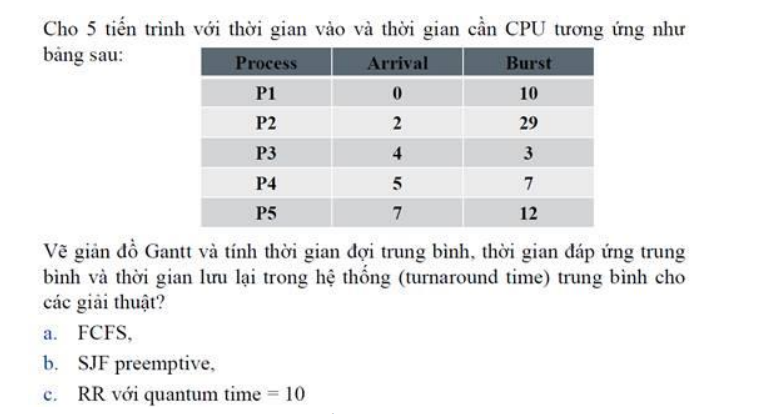 Cho 5 tiến trình với thời gian vào và thời gian cần CPU tương ứng như
bảng sau:
Process Arrival Burst
P1 0 10
P2 2 29
P3 4 3
P4 5 7
P5 7 12
Vẽ giản đồ Gantt và tính thời gian đợi trung bình, thời gian đáp ứng trung
bình và thời gian lưu lại trong hệ thống (turnaround time) trung bình cho
các giải thuật?
a. FCFS,
b. SJF preemptive,
c. RR với quantum time = 10